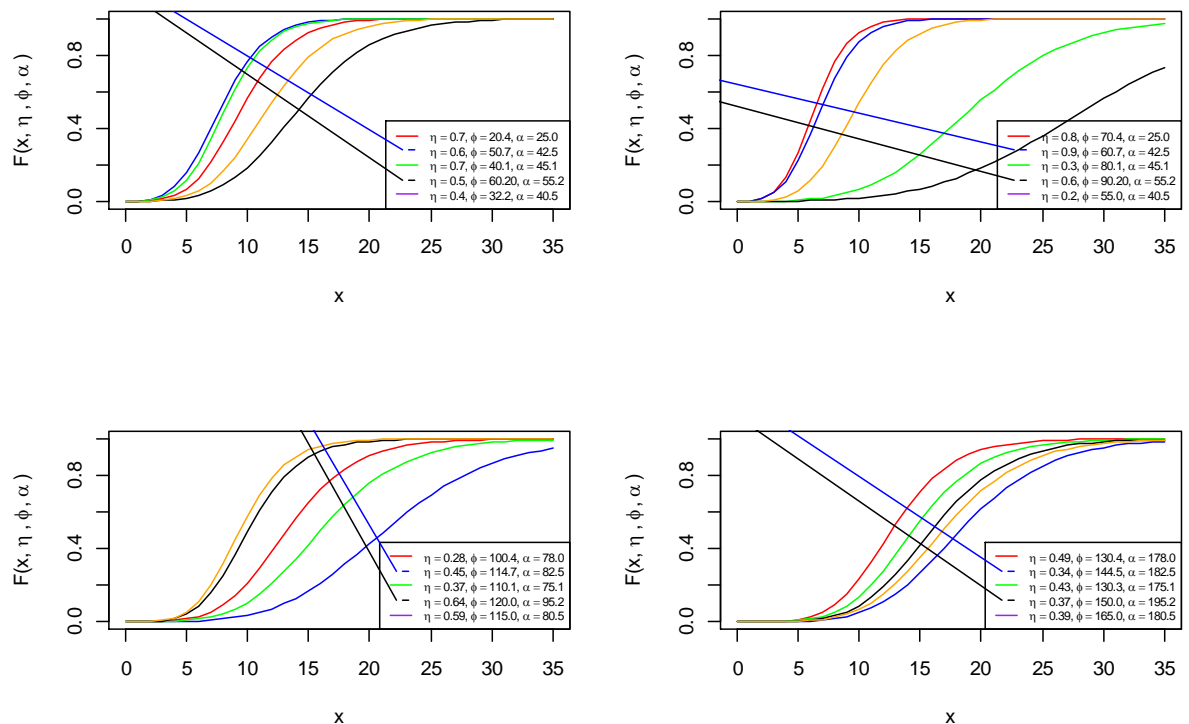 F(x, η , ϕ , α)
0.0 0.4 0.8
0 5 10 15 20 25 30 35
x
η = 0.7, ϕ = 20.4, α = 25.0
η = 0.6, ϕ = 50.7, α = 42.5
η = 0.7, ϕ = 40.1, α = 45.1
η = 0.5, ϕ = 60.20, α = 55.2
η = 0.4, ϕ = 32.2, α = 40.5
F(x, η , ϕ , α)
0.0 0.4 0.8
0 5 10 15 20 25 30 35
x
η = 0.8, ϕ = 70.4, α = 25.0
η = 0.9, ϕ = 60.7, α = 42.5
η = 0.3, ϕ = 80.1, α = 45.1
η = 0.6, ϕ = 90.20, α = 55.2
η = 0.2, ϕ = 55.0, α = 40.5
F(x, η , ϕ , α)
0.0 0.4 0.8
0 5 10 15 20 25 30 35
x
η = 0.28, ϕ = 100.4, α = 78.0
η = 0.45, ϕ = 114.7, α = 82.5
η = 0.37, ϕ = 110.1, α = 75.1
η = 0.64, ϕ = 120.0, α = 95.2
η = 0.59, ϕ = 115.0, α = 80.5
F(x, η , ϕ , α)
0.0 0.4 0.8
0 5 10 15 20 25 30 35
x
η = 0.49, ϕ = 130.4, α = 178.0
η = 0.34, ϕ = 144.5, α = 182.5
η = 0.43, ϕ = 130.3, α = 175.1
η = 0.37, ϕ = 150.0, α = 195.2
η = 0.39, ϕ = 165.0, α = 180.5